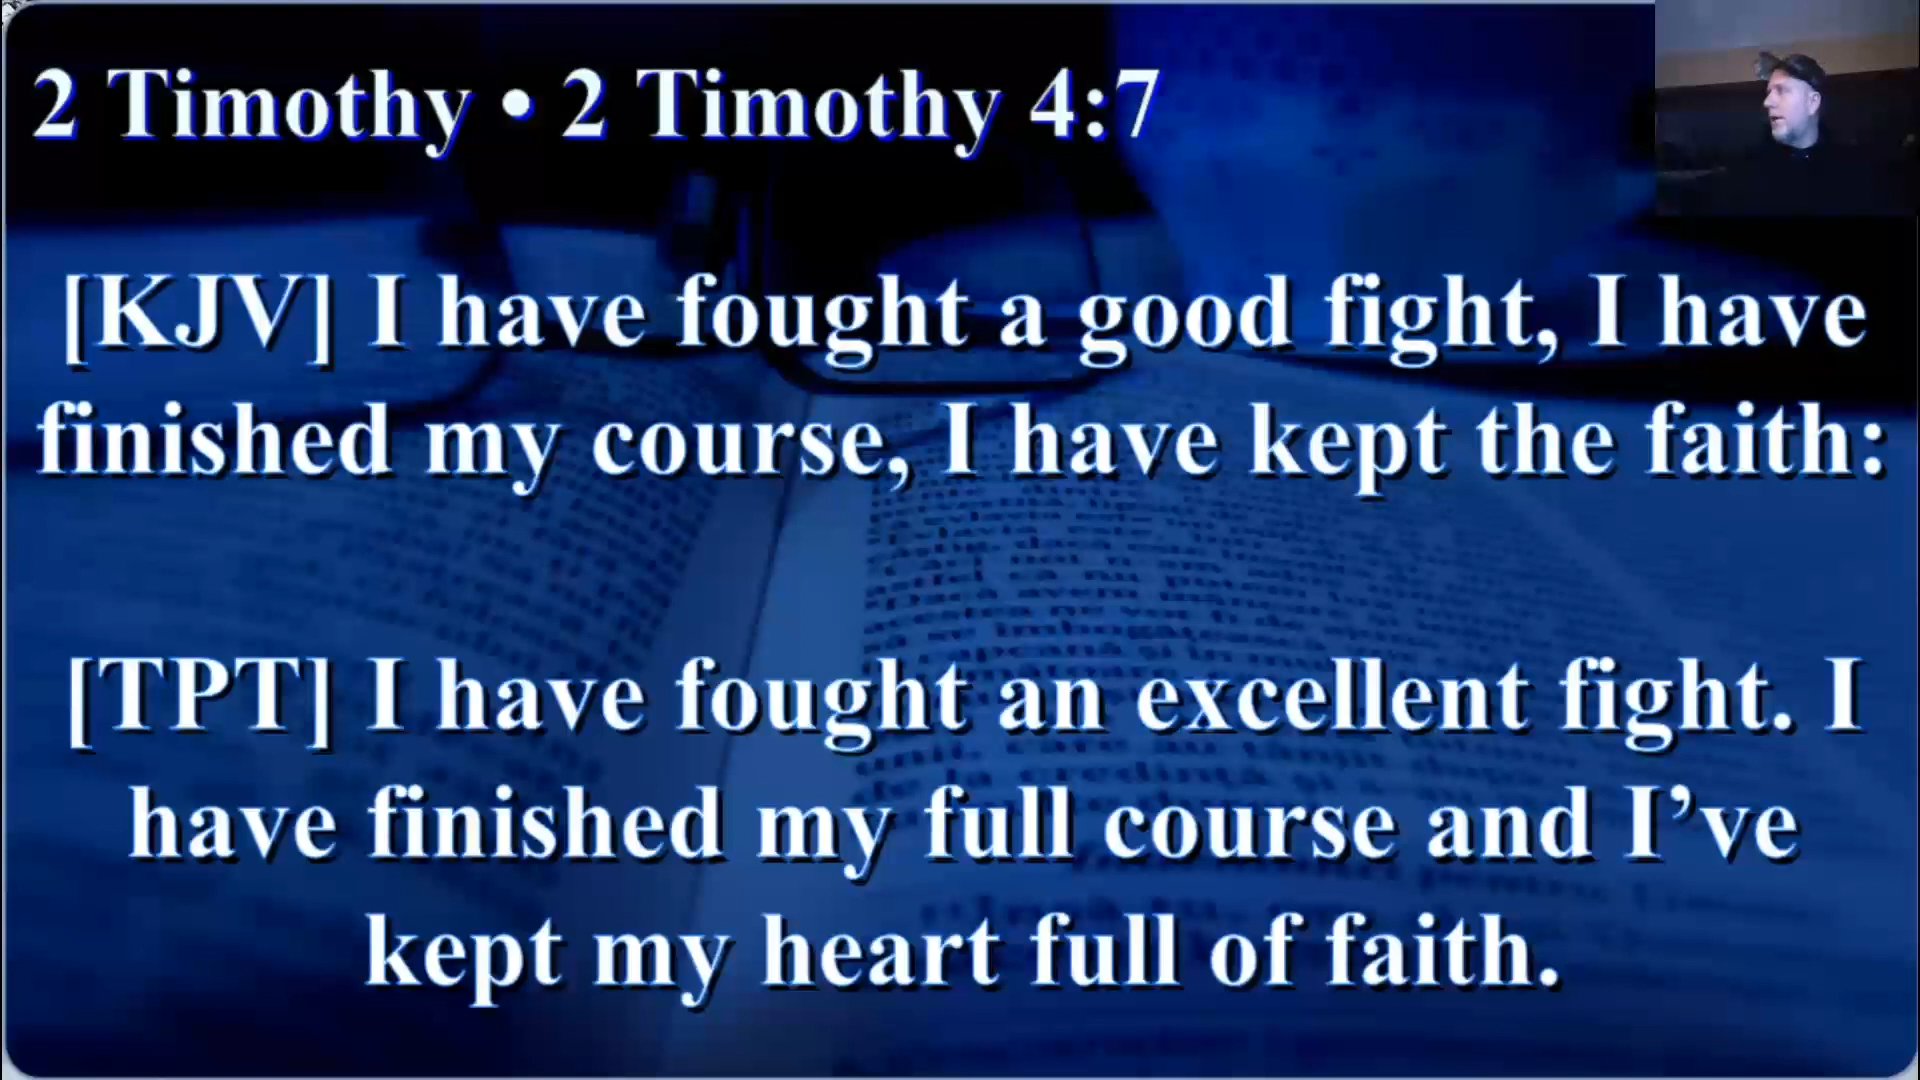 2 Timothy • 2 Timothy 4:7
[KJV] I have fought a good fight, I have
finished my course, I have kept the faith:
[TPT] I have fought an excellent fight. I
have finished my full course and I’ve
kept my heart full of faith.